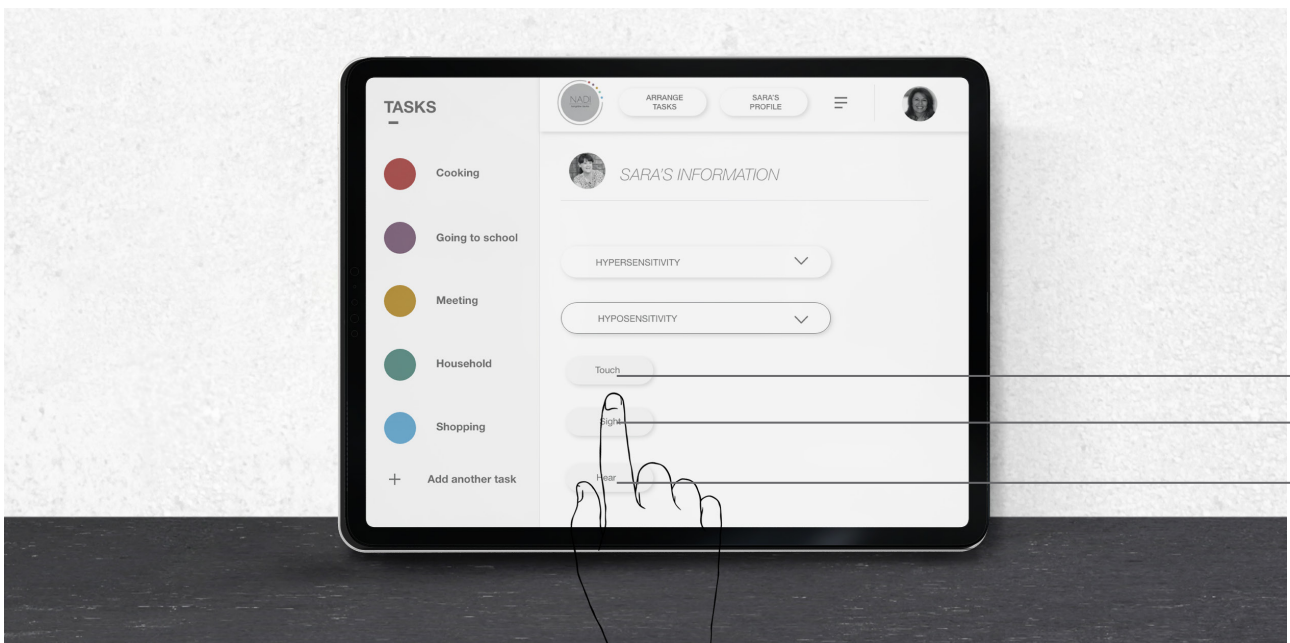 TASKS
Cooking
Going to school
Meeting
Household
Shopping
+ Add another task
NADI
ARRANGE
TASKS
SARA'S
PROFILE
SARA'S INFORMATION
HYPERSENSITIVITY
HYPOSENSITIVITY
Touch
Sight
Hear